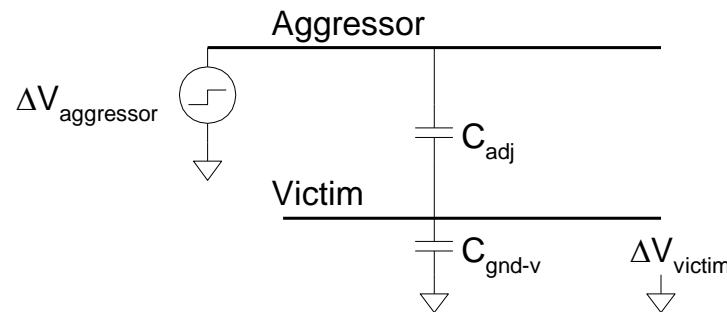 Aggressor
ΔVaggressor
Cadj
Victim
Cgnd-v
ΔVvictim